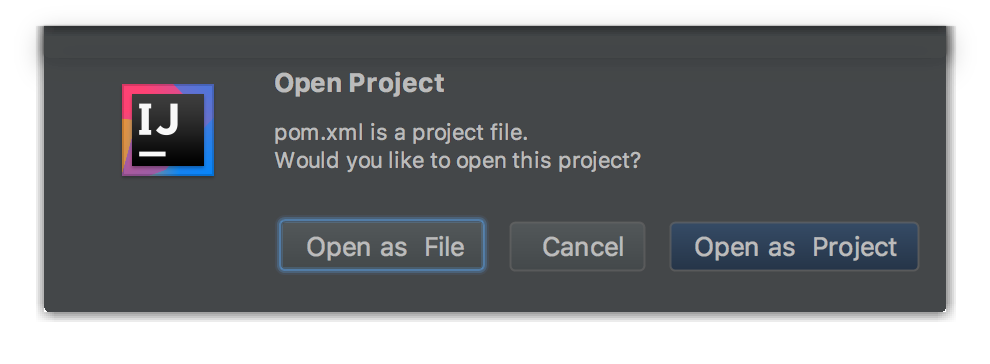 IJ
Open Project
pom.xml is a project file.
Would you like to open this project?
Open as File
Cancel
Open as Project